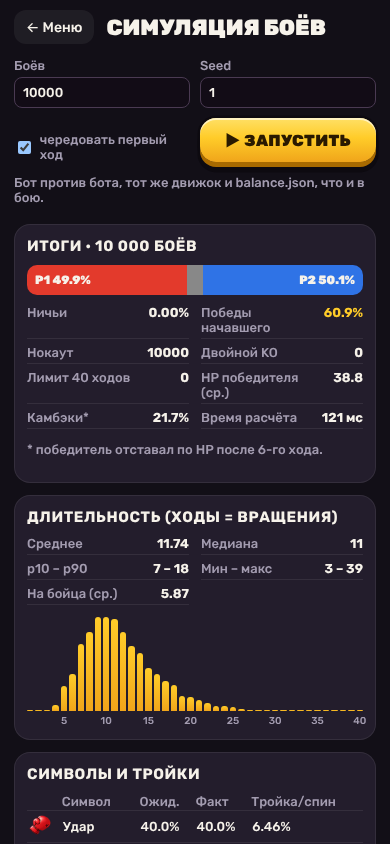 ← Меню
СИМУЛЯЦИЯ БОЁВ
Боёв
Seed
10000
1
чередовать первый
ход
▶ ЗАПУСТИТЬ
Бот против бота, тот же движок и balance.json, что и в
бою.
ИТОГИ · 10 000 БОЁВ
P1 49.9%
P2 50.1%
Ничьи 0.00%
Победы
начавшего 60.9%
Нокаут 10000
Двойной КО 0
Лимит 40 ходов 0
HP победителя
(ср.) 38.8
Камбэки* 21.7%
Время расчёта 121 мс
* победитель отставал по HP после 6-го хода.
ДЛИТЕЛЬНОСТЬ (ХОДЫ = ВРАЩЕНИЯ)
Среднее 11.74
Медиана 11
p10 – p90 7 – 18
Мин – макс 3 – 39
На бойца (ср.) 5.87
5 10 15 20 25 30 35 40
СИМВОЛЫ И ТРОЙКИ
Символ Ожид. Факт Тройка/спин
Удар 40.0% 40.0% 6.46%